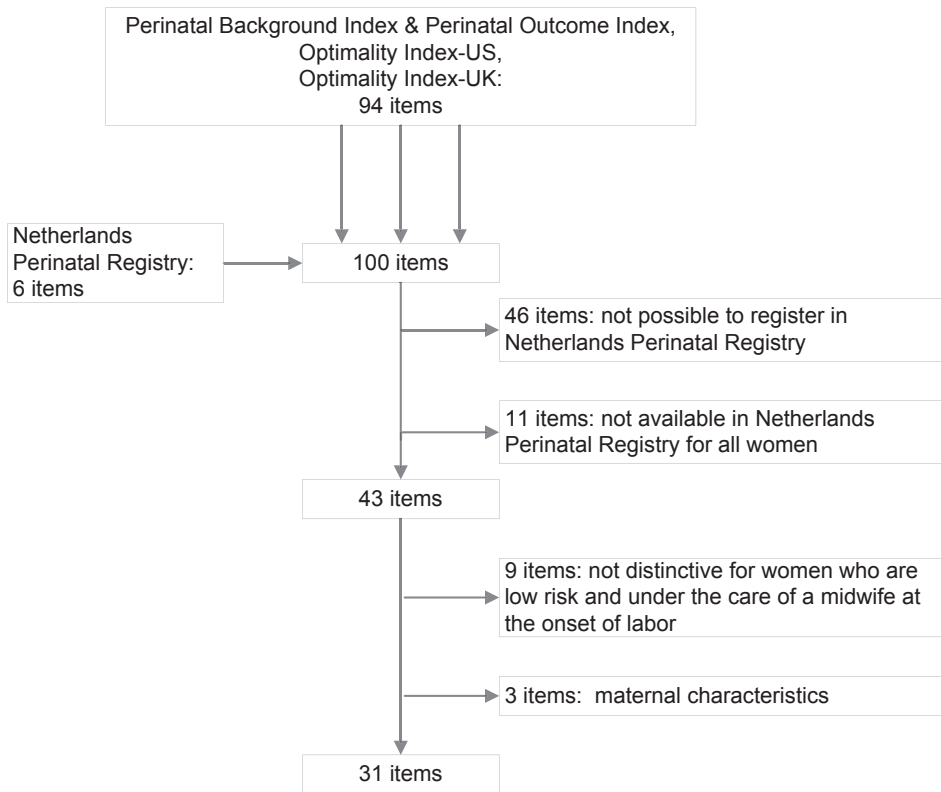 Perinatal Background Index & Perinatal Outcome Index,
Optimality Index-US,
Optimality Index-UK:
94 items
Netherlands
Perinatal Registry:
6 items
100 items
46 items: not possible to register in
Netherlands Perinatal Registry
11 items: not available in Netherlands
Perinatal Registry for all women
43 items
9 items: not distinctive for women who are
low risk and under the care of a midwife at
the onset of labor
3 items: maternal characteristics
31 items